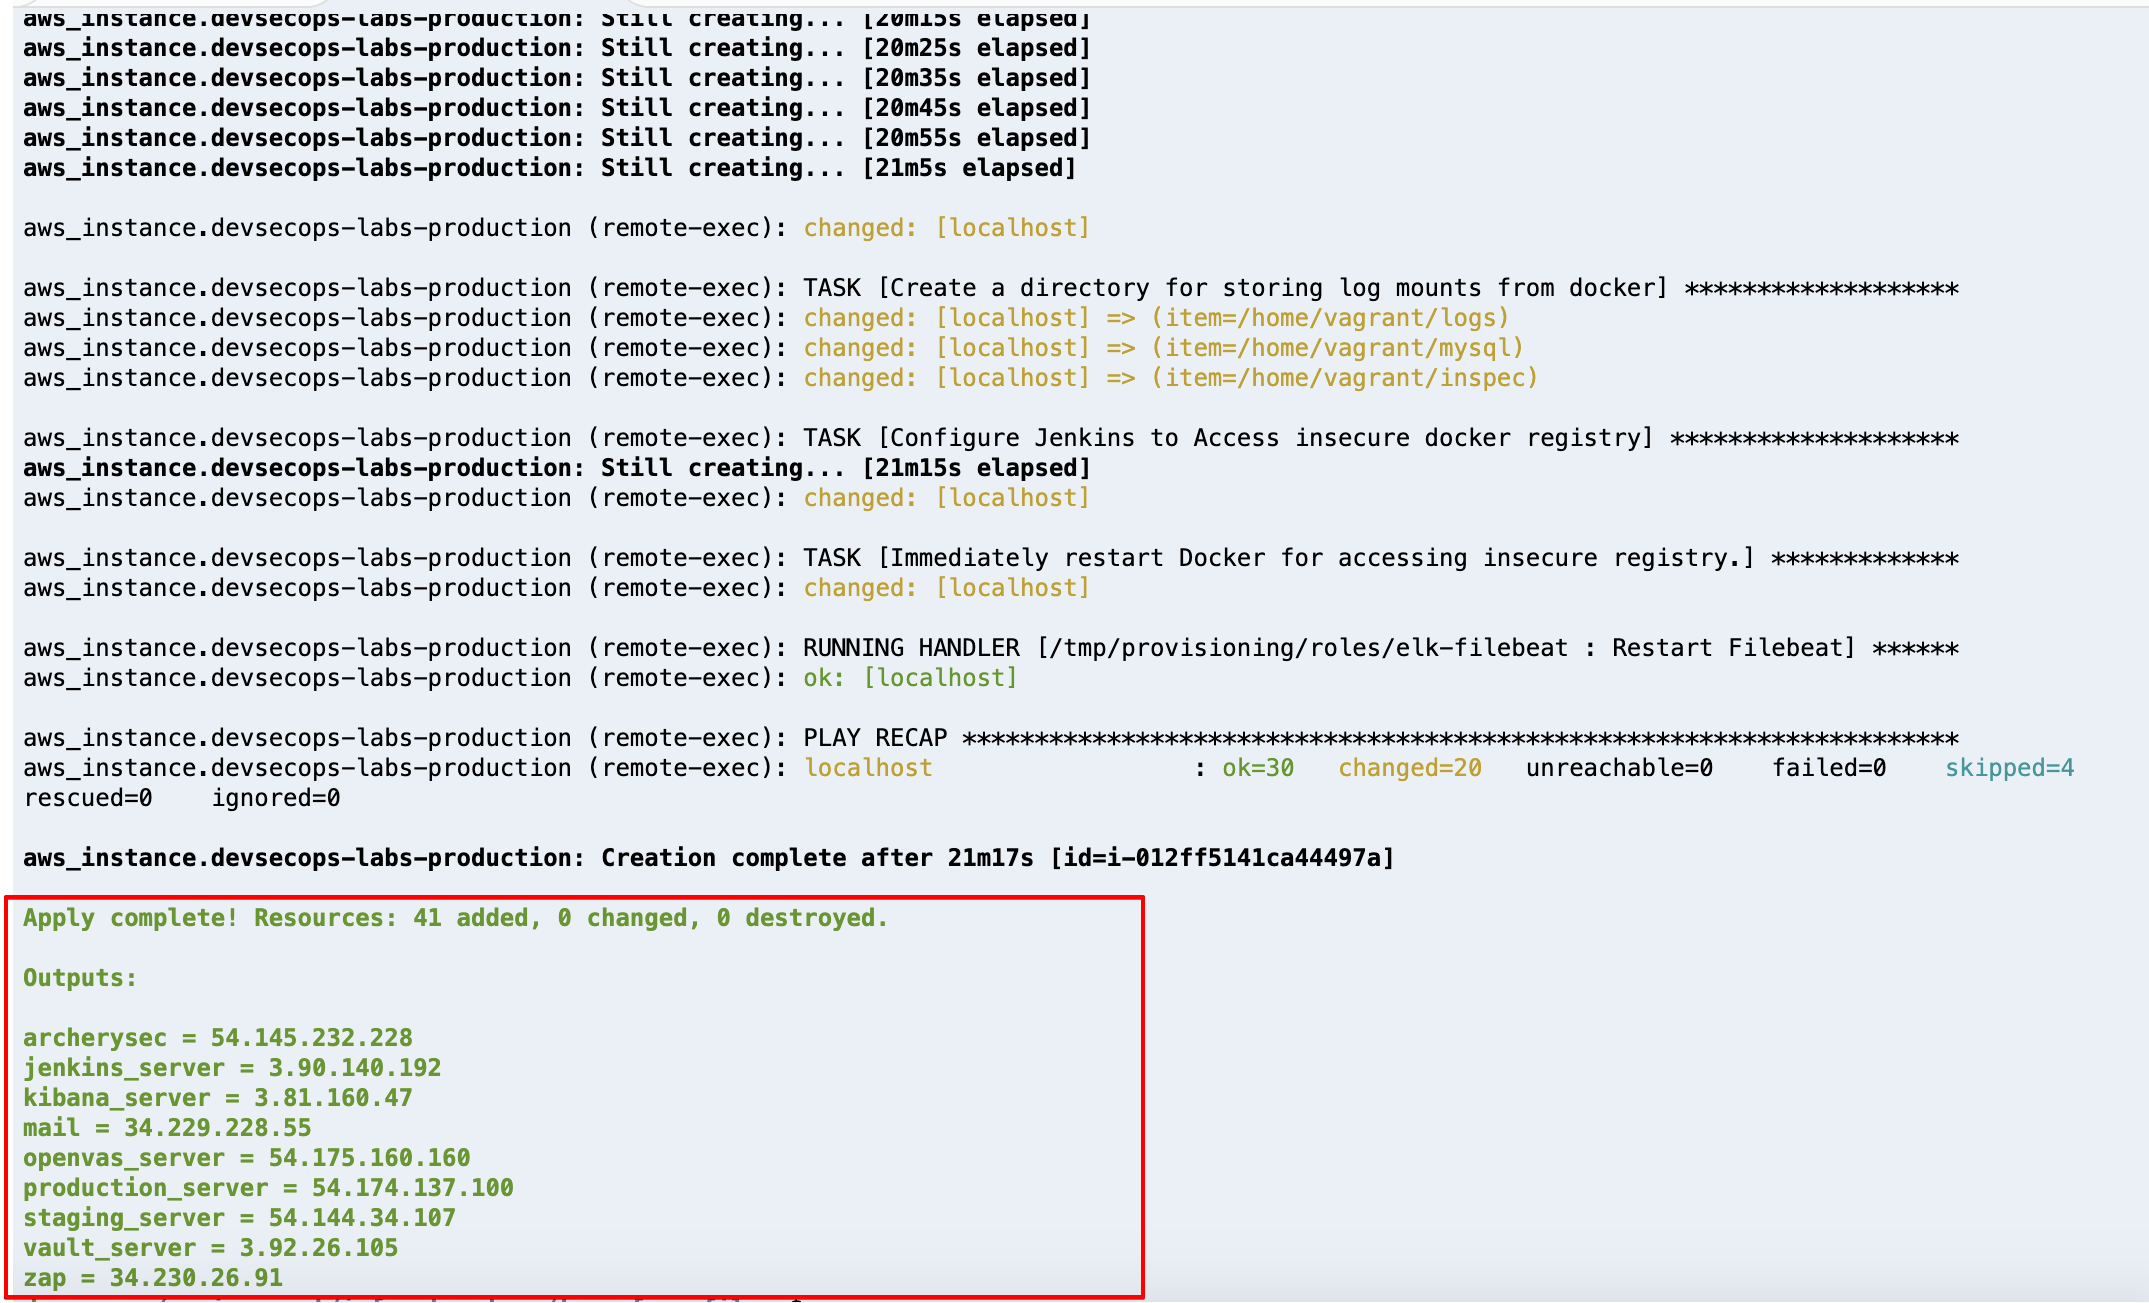 aws_instance.devsecops-labs-production: Still creating... [20m15s elapsed]
aws_instance.devsecops-labs-production: Still creating... [20m25s elapsed]
aws_instance.devsecops-labs-production: Still creating... [20m35s elapsed]
aws_instance.devsecops-labs-production: Still creating... [20m45s elapsed]
aws_instance.devsecops-labs-production: Still creating... [20m55s elapsed]
aws_instance.devsecops-labs-production: Still creating... [21m5s elapsed]
aws_instance.devsecops-labs-production (remote-exec): changed: [localhost]
aws_instance.devsecops-labs-production (remote-exec): TASK [Create a directory for storing log mounts from docker] *******************
aws_instance.devsecops-labs-production (remote-exec): changed: [localhost] => (item=/home/vagrant/logs)
aws_instance.devsecops-labs-production (remote-exec): changed: [localhost] => (item=/home/vagrant/mysql)
aws_instance.devsecops-labs-production (remote-exec): changed: [localhost] => (item=/home/vagrant/inspec)
aws_instance.devsecops-labs-production (remote-exec): TASK [Configure Jenkins to Access insecure docker registry] ********************
aws_instance.devsecops-labs-production: Still creating... [21m15s elapsed]
aws_instance.devsecops-labs-production (remote-exec): changed: [localhost]
aws_instance.devsecops-labs-production (remote-exec): TASK [Immediately restart Docker for accessing insecure registry.] *************
aws_instance.devsecops-labs-production (remote-exec): changed: [localhost]
aws_instance.devsecops-labs-production (remote-exec): RUNNING HANDLER [/tmp/provisioning/roles/elk-filebeat : Restart Filebeat] ******
aws_instance.devsecops-labs-production (remote-exec): ok: [localhost]
aws_instance.devsecops-labs-production (remote-exec): PLAY RECAP *********************************************************************
aws_instance.devsecops-labs-production (remote-exec): localhost                  : ok=30   changed=20   unreachable=0    failed=0    skipped=4
rescued=0    ignored=0
aws_instance.devsecops-labs-production: Creation complete after 21m17s [id=i-012ff5141ca44497a]
Apply complete! Resources: 41 added, 0 changed, 0 destroyed.
Outputs:
archerysec = 54.145.232.228
jenkins_server = 3.90.140.192
kibana_server = 3.81.160.47
mail = 34.229.228.55
openvas_server = 54.175.160.160
production_server = 54.174.137.100
staging_server = 54.144.34.107
vault_server = 3.92.26.105
zap = 34.230.26.91